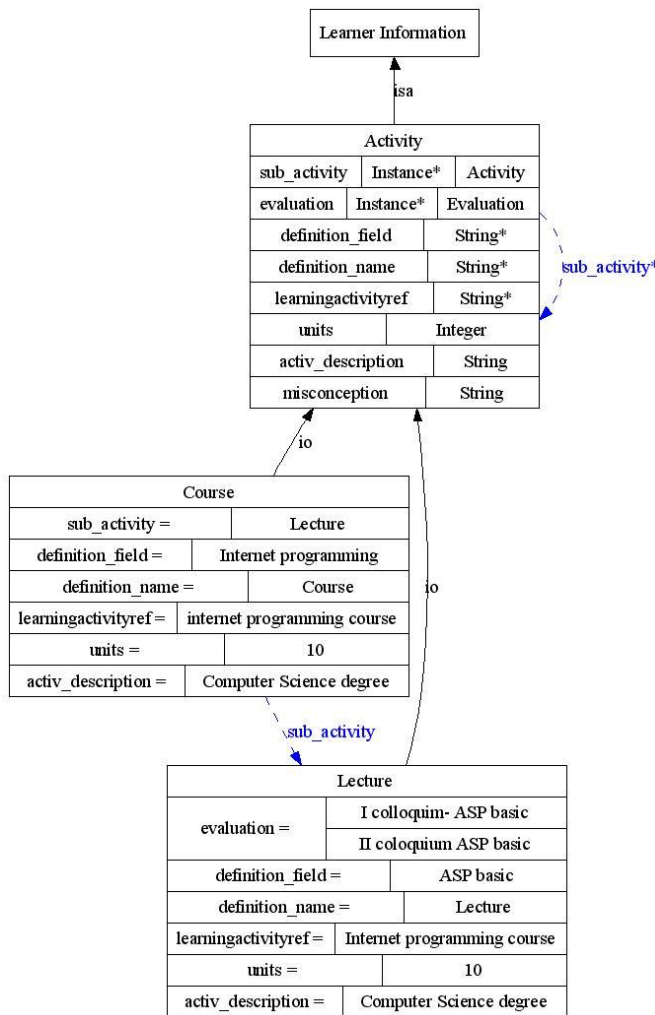 Learner Information
isa
Activity
sub_activity Instance* Activity
evaluation Instance* Evaluation
definition_field String*
definition_name String*
sub_activity*
learningactivityref String*
units Integer
activ_description String
misconception String
io
Course
sub_activity = Lecture
definition_field = Internet programming
definition_name = Course
io
learningactivityref = internet programming course
units = 10
activ_description = Computer Science degree
sub_activity
Lecture
evaluation = I colloquim- ASP basic
II coloquium ASP basic
definition_field = ASP basic
definition_name = Lecture
learningactivityref = Internet programming course
units = 10
activ_description = Computer Science degree